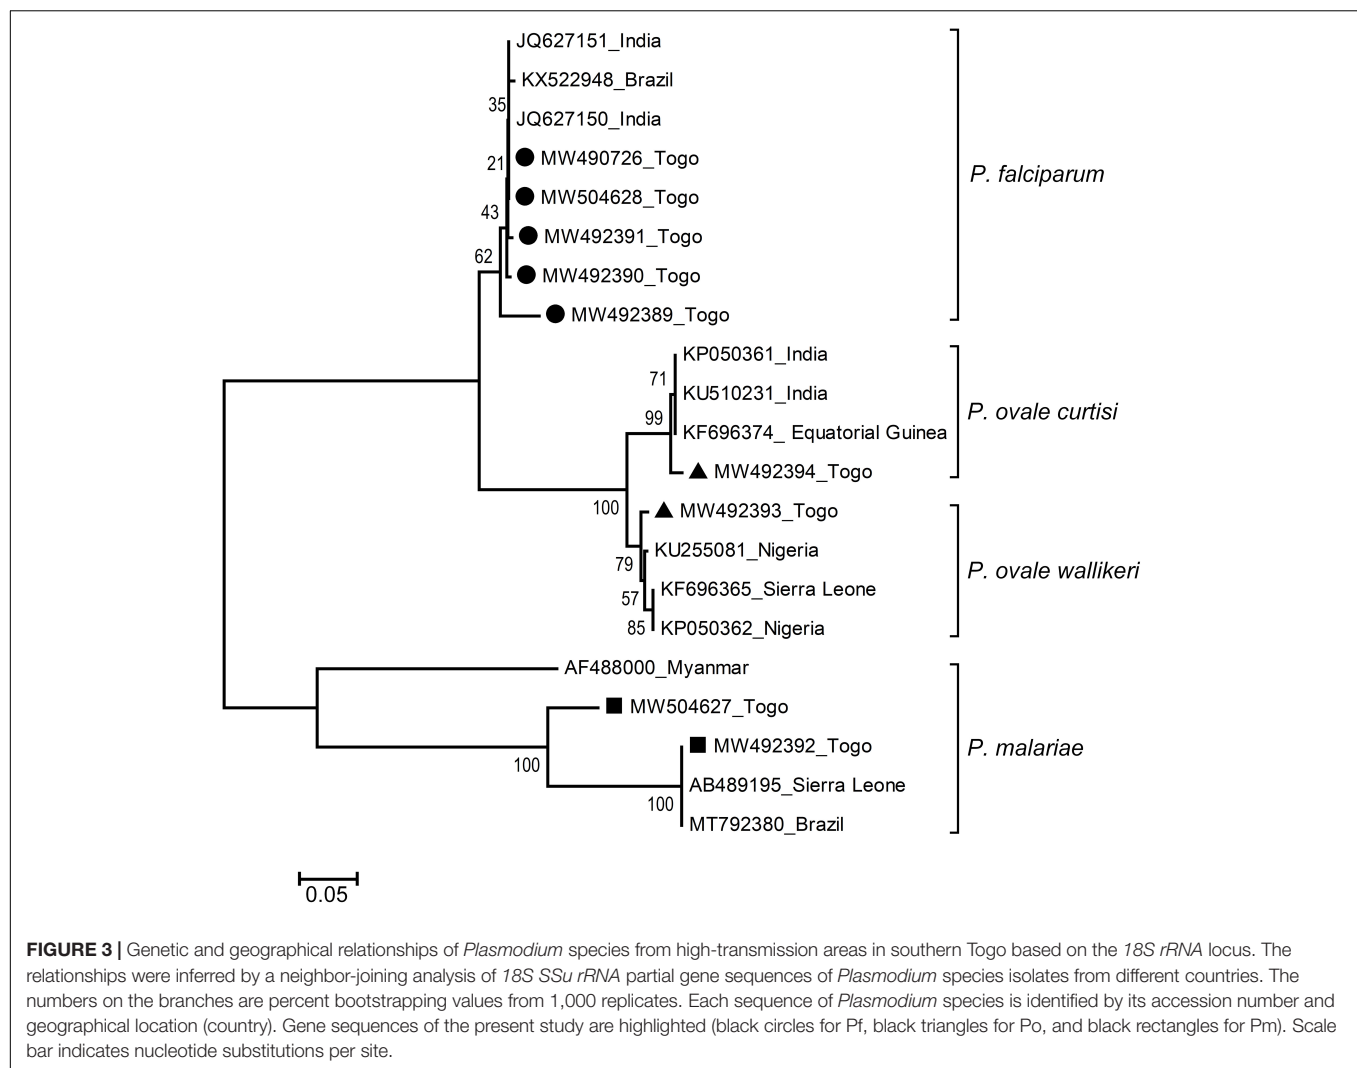 JQ627151_India
KX522948_Brazil
35
JQ627150_India
MW490726_Togo
21
MW504628_Togo
43
MW492391_Togo
62
MW492390_Togo
MW492389_Togo
P. falciparum
KP050361_India
71
KU510231_India
99
KF696374_ Equatorial Guinea
MW492394_Togo
P. ovale curtisi
100
MW492393_Togo
KU255081_Nigeria
79
KF696365_Sierra Leone
57
85
KP050362_Nigeria
P. ovale wallikeri
AF488000_Myanmar
MW504627_Togo
MW492392_Togo
100
AB489195_Sierra Leone
100
MT792380_Brazil
P. malariae
0.05
FIGURE 3 | Genetic and geographical relationships of Plasmodium species from high-transmission areas in southern Togo based on the 18S rRNA locus. The
relationships were inferred by a neighbor-joining analysis of 18S SSu rRNA partial gene sequences of Plasmodium species isolates from different countries. The
numbers on the branches are percent bootstrapping values from 1,000 replicates. Each sequence of Plasmodium species is identified by its accession number and
geographical location (country). Gene sequences of the present study are highlighted (black circles for Pf, black triangles for Po, and black rectangles for Pm). Scale
bar indicates nucleotide substitutions per site.